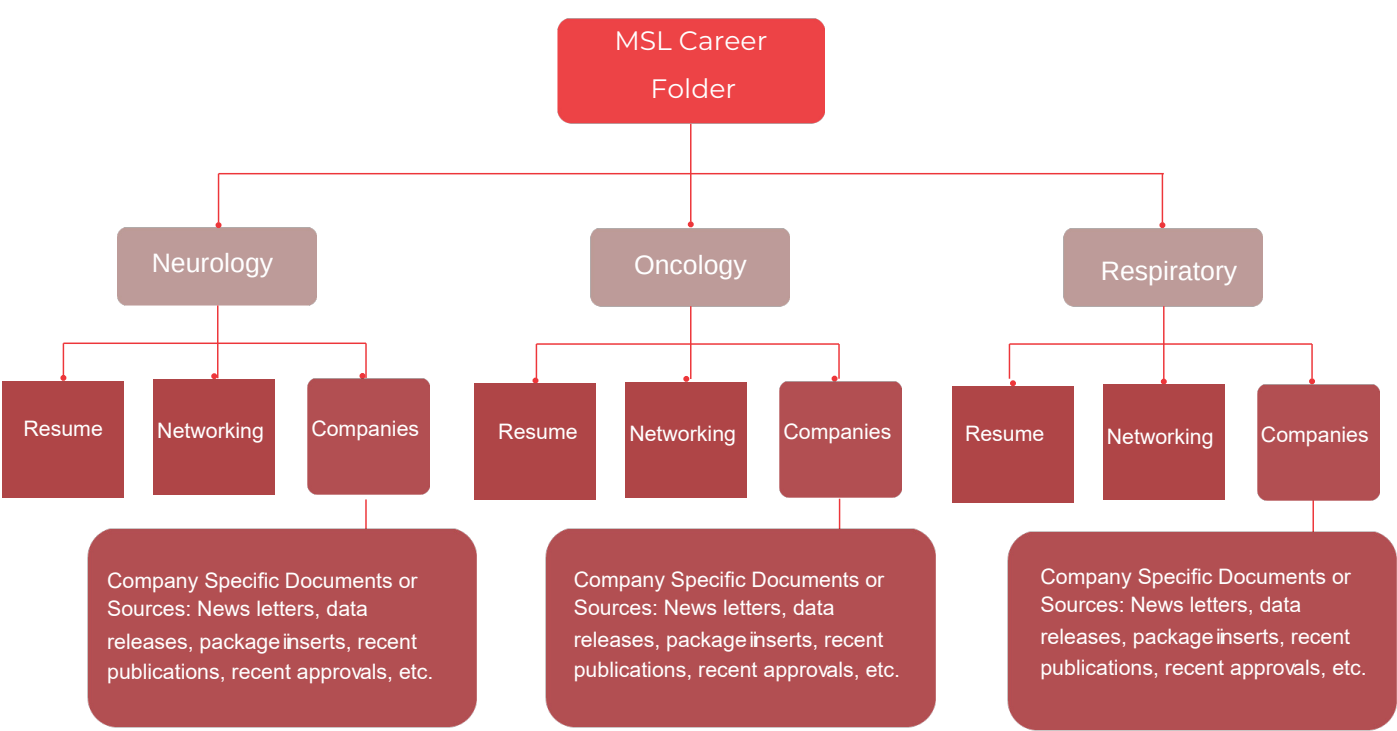 MSL Career
Folder
Neurology
Oncology
Respiratory
Resume
Networking
Companies
Resume
Networking
Companies
Resume
Networking
Companies
Company Specific Documents or
Sources: News letters, data
releases, package inserts, recent
publications, recent approvals, etc.
Company Specific Documents or
Sources: News letters, data
releases, package inserts, recent
publications, recent approvals, etc.
Company Specific Documents or
Sources: News letters, data
releases, package inserts, recent
publications, recent approvals, etc.